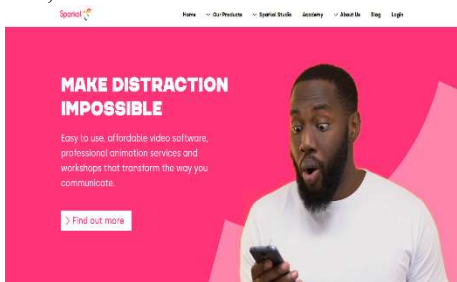 Sparkol
Home Our Products Sparkol Studio Academy About Us Blog Login
MAKE DISTRACTION
IMPOSSIBLE
Easy to use, affordable video software,
professional animation services and
workshops that transform the way you
communicate.
> Find out more